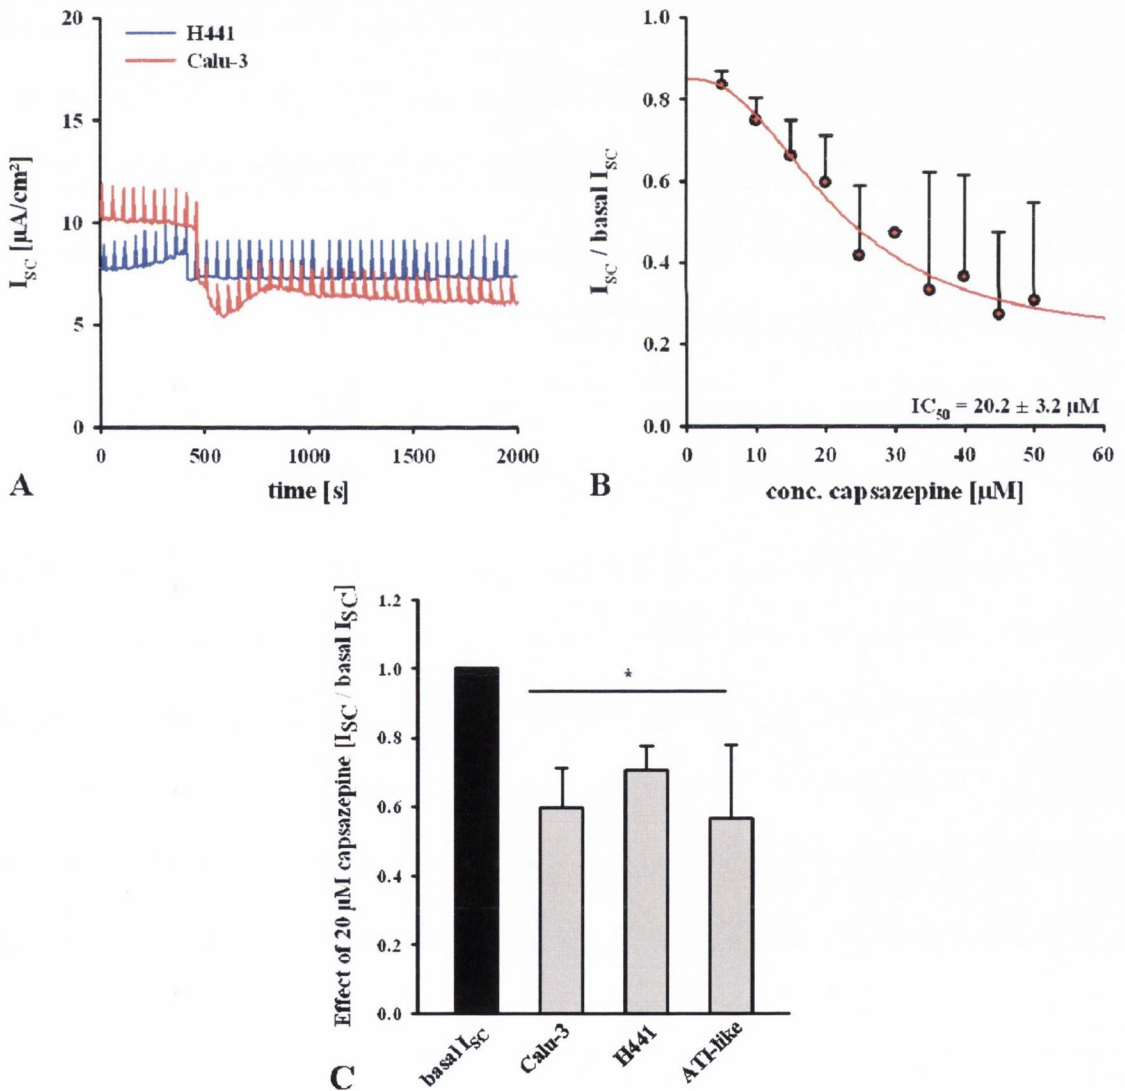 H441
Calu-3
20
15
10
5
0
I_SC [µA/cm²]
0 500 1000 1500 2000
time [s]
A
1.0
0.8
0.6
0.4
0.2
0.0
I_SC / basal I_SC
IC_50 = 20.2 ± 3.2 µM
0 10 20 30 40 50 60
conc. capsazepine [µM]
B
1.2
1.0
0.8
0.6
0.4
0.2
0.0
Effect of 20 µM capsazepine [I_SC / basal I_SC]
*
basal I_SC
Calu-3
H441
ATI-like
C